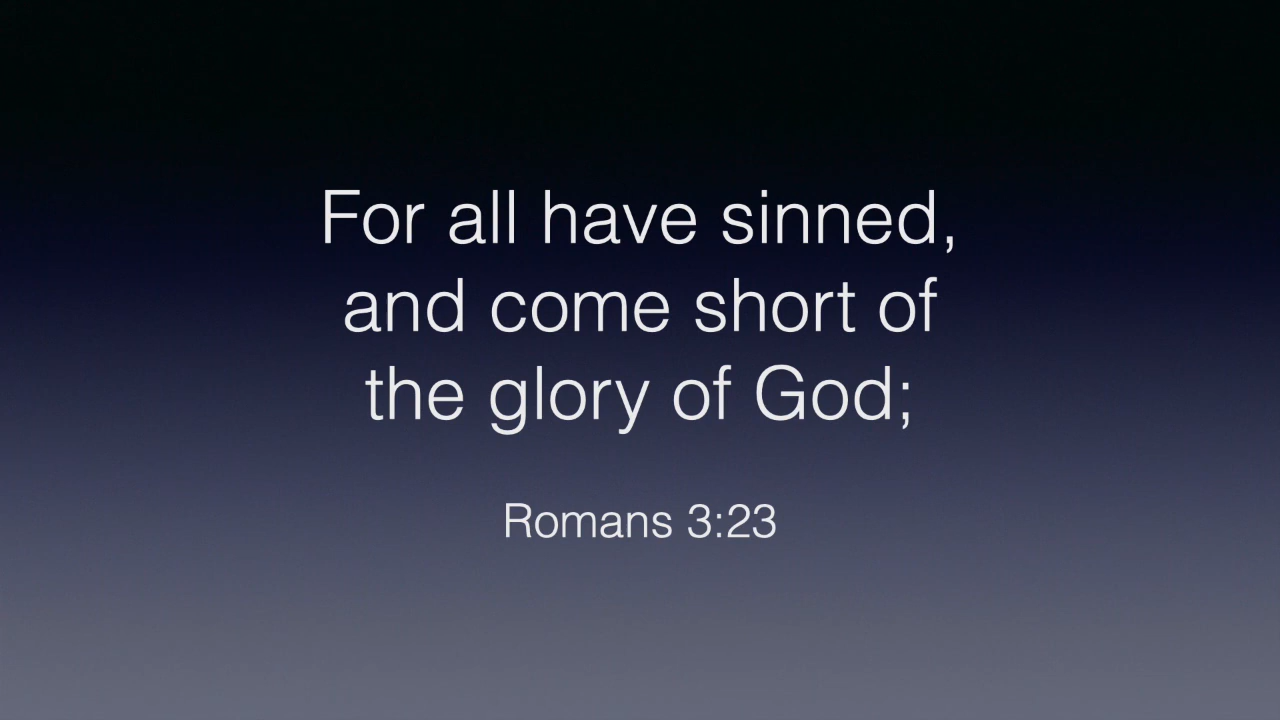 For all have sinned,
and come short of
the glory of God;
Romans 3:23